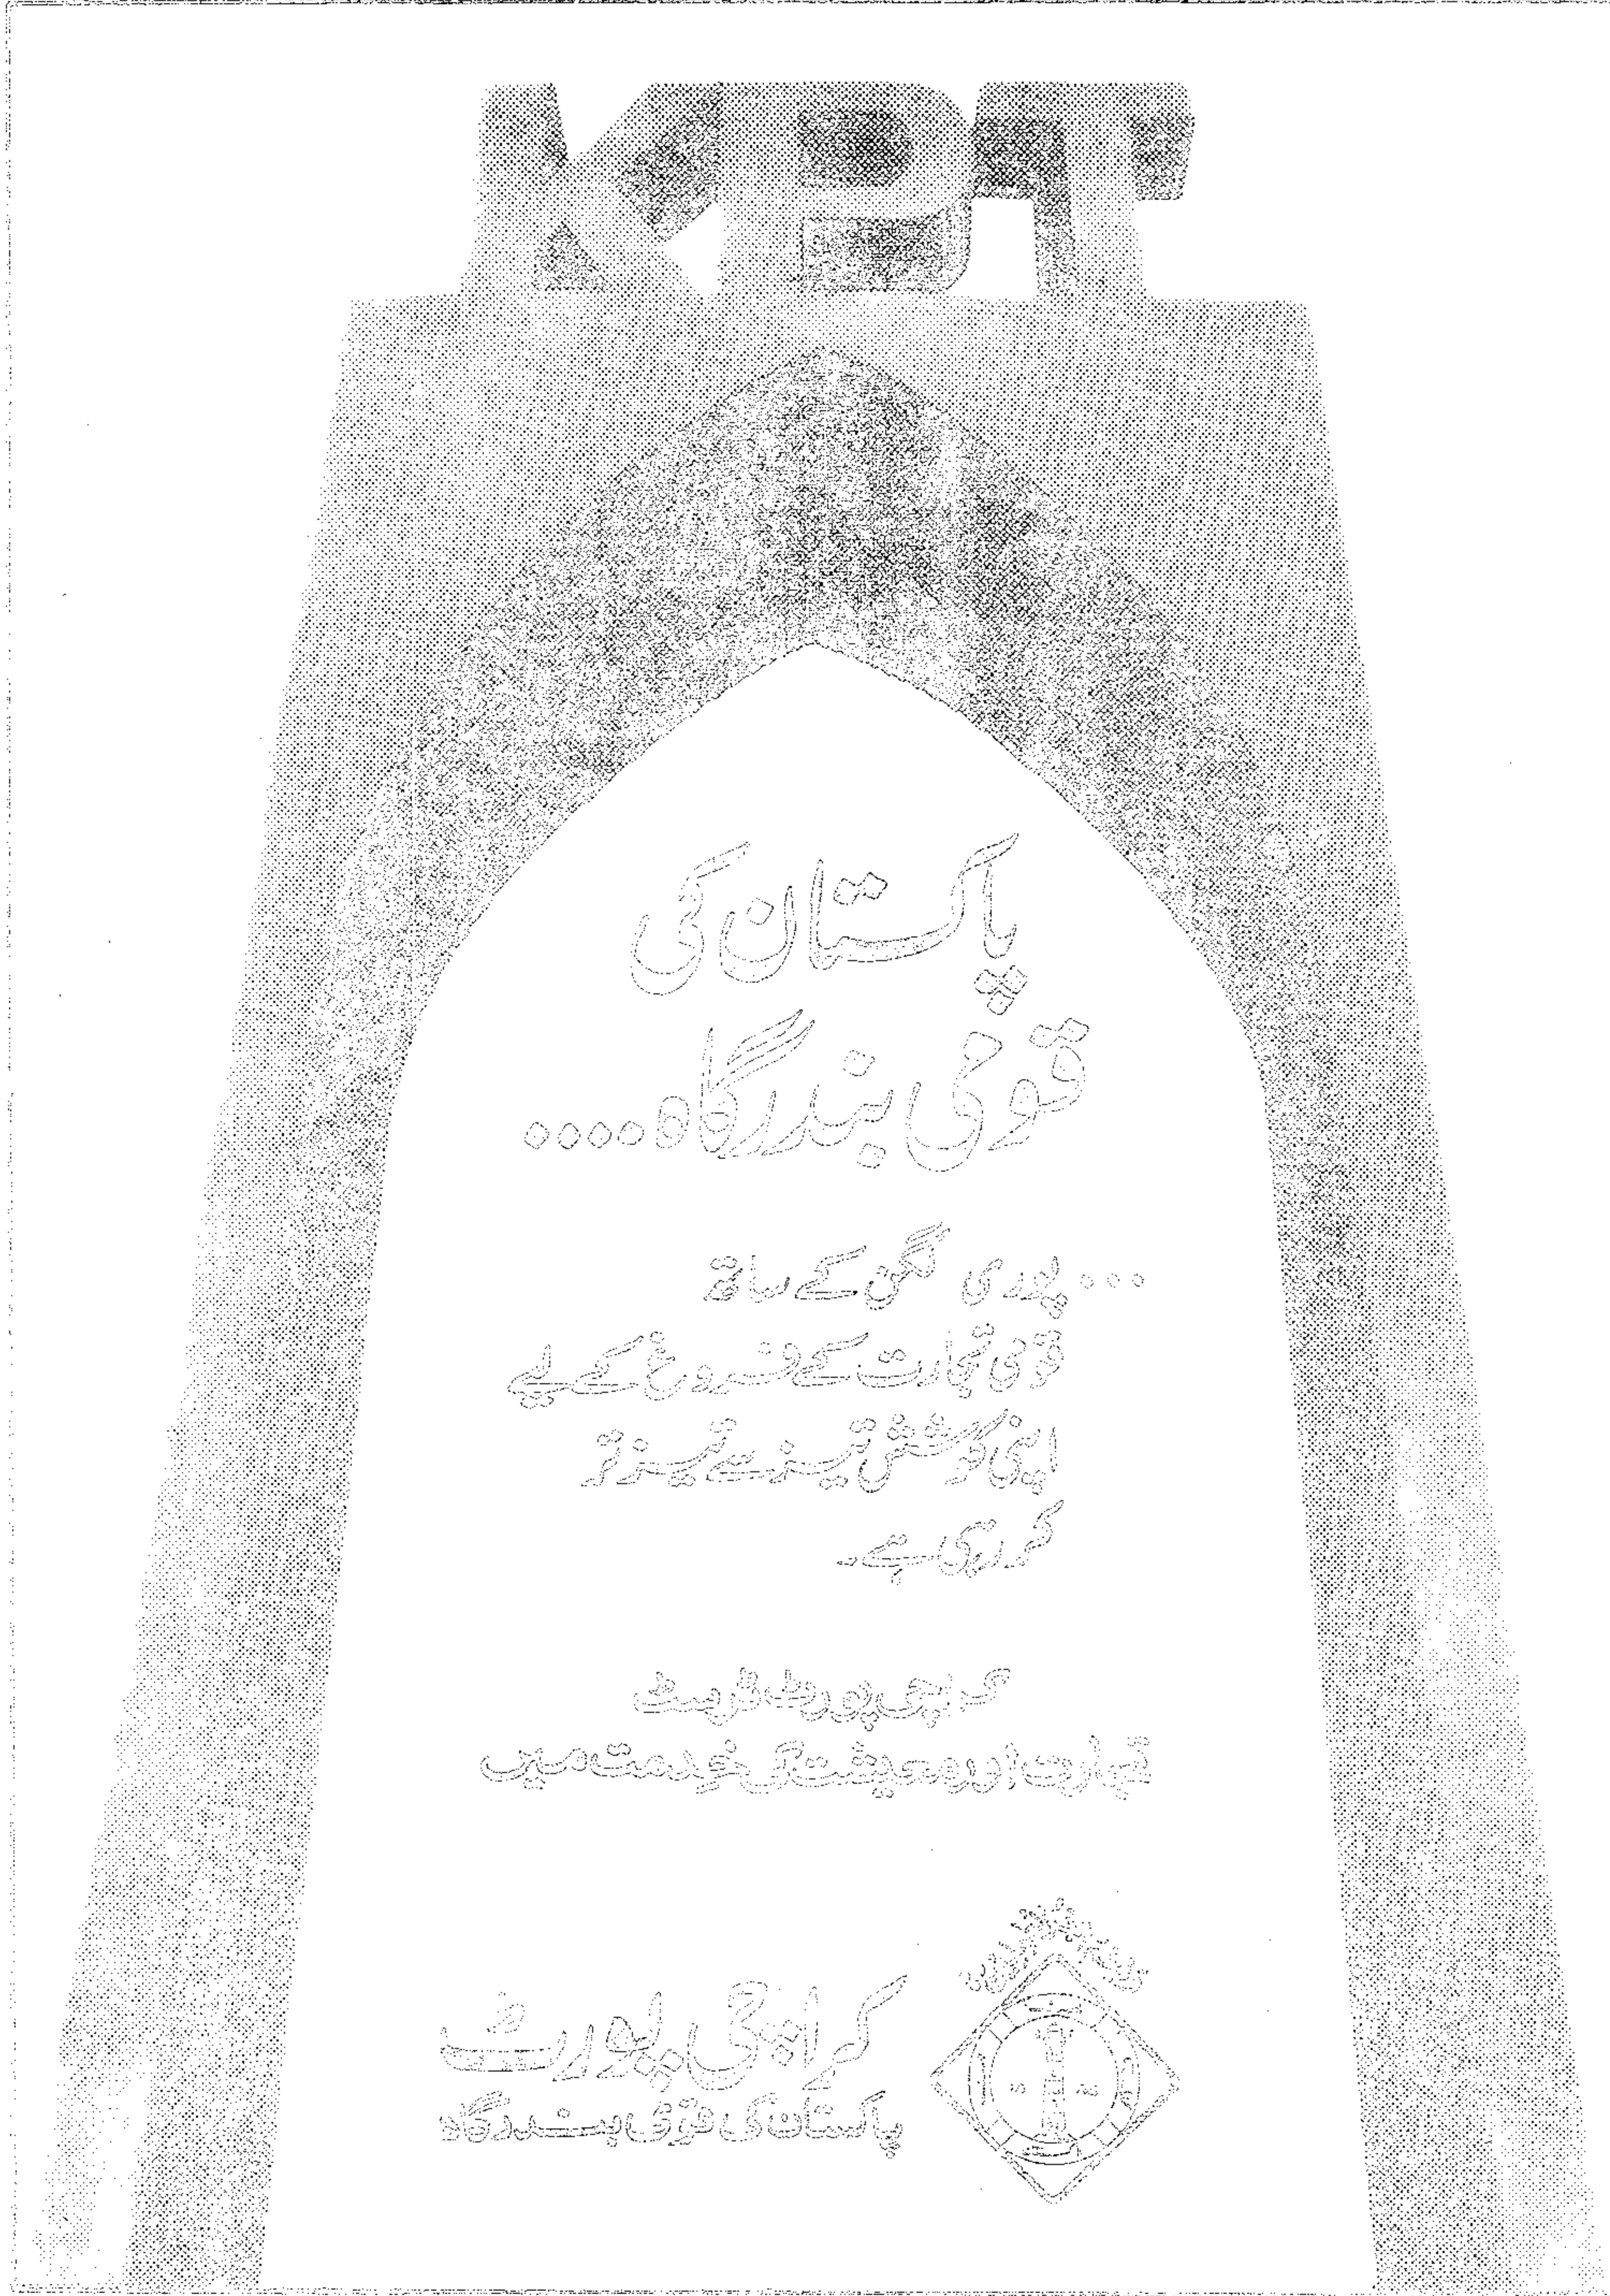 KPT
پاکستان کی
قومی بندرگاہ....
...پوری لگن کے ساتھ
قومی تجارت کے فروغ کے لیے
اپنی کوشش تیز سے تیز تر
کر رہی ہے۔
کراچی پورٹ ٹرسٹ
تجارت اور معیشت کی خدمت میں
کراچی پورٹ
پاکستان کی قومی بندرگاہ